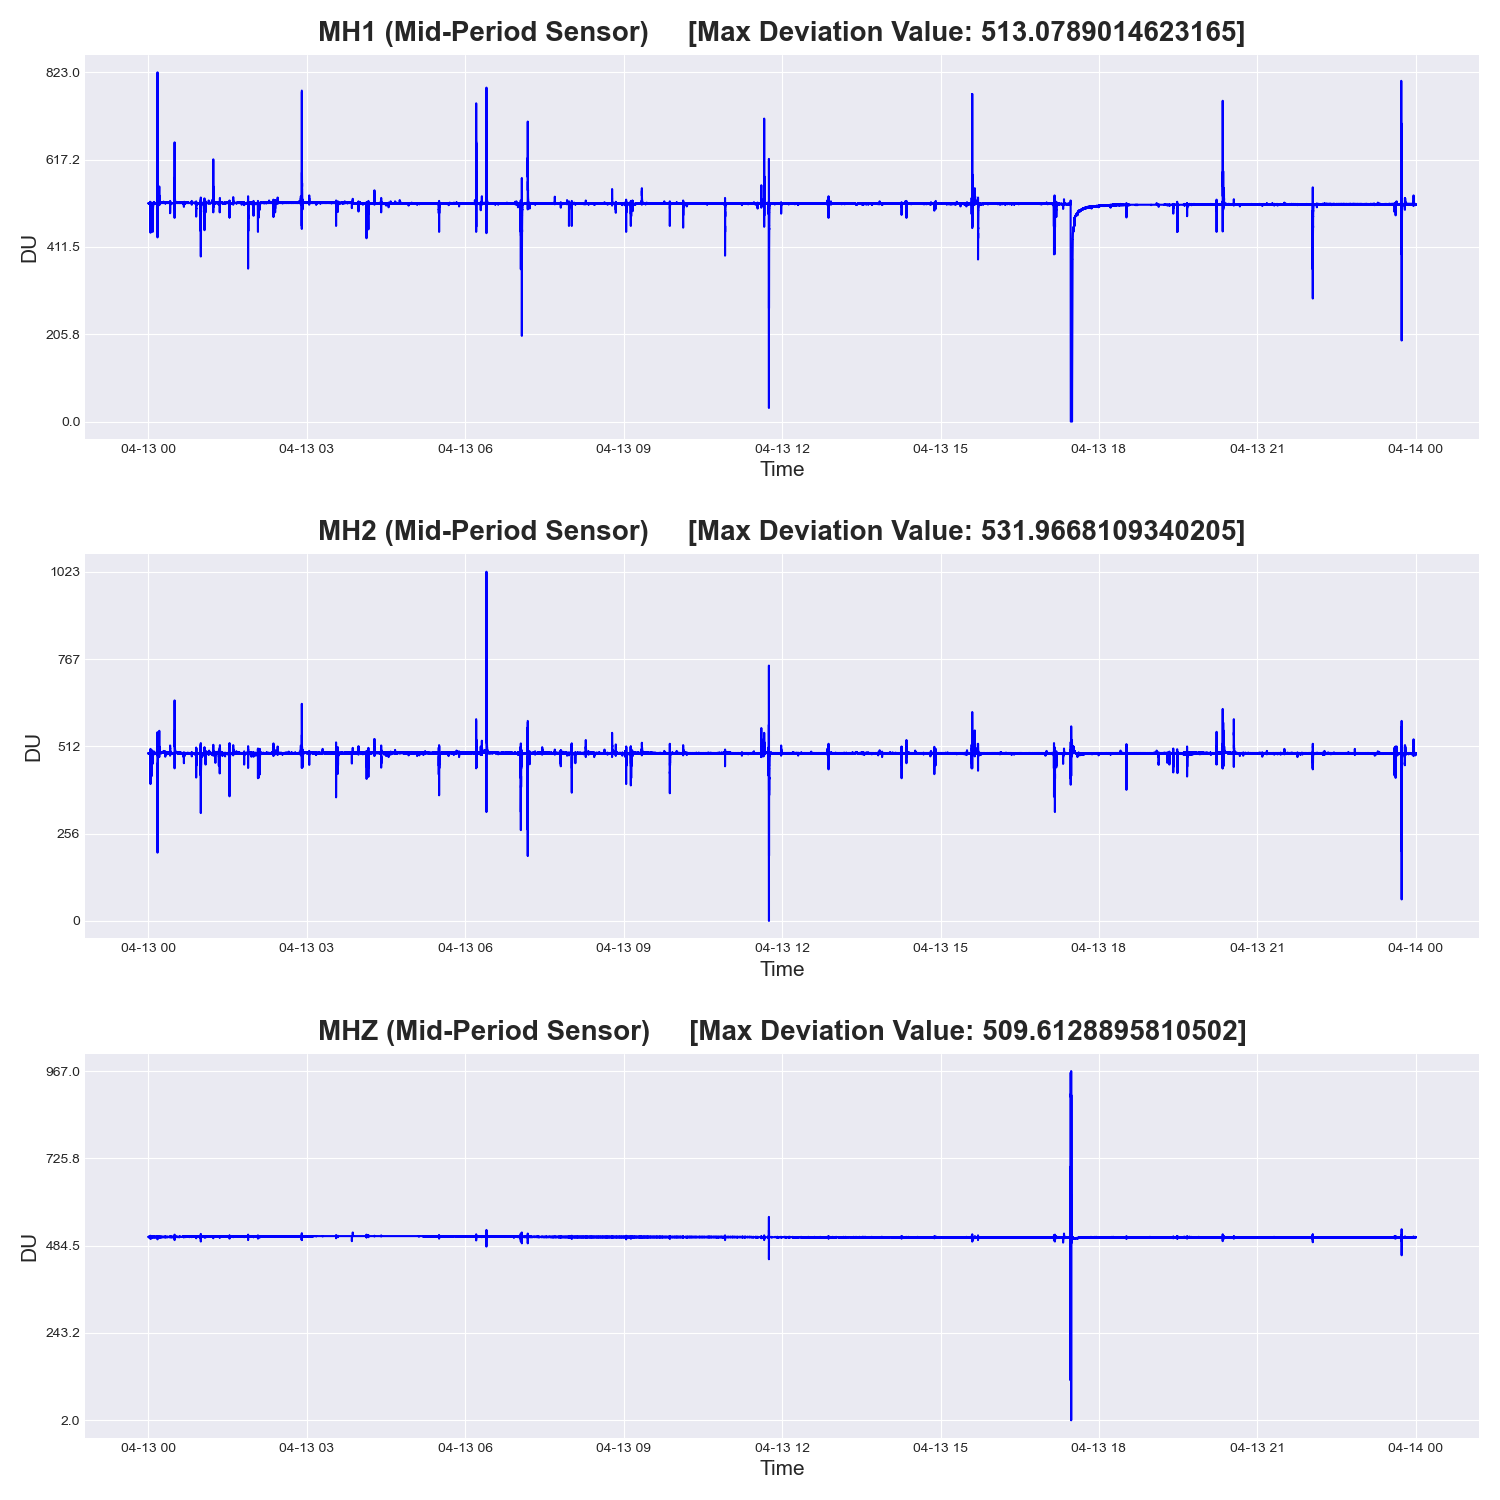 MH1 (Mid-Period Sensor) [Max Deviation Value: 513.0789014623165]
823.0
617.2
411.5
205.8
0.0
DU
04-13 00 04-13 03 04-13 06 04-13 09 04-13 12 04-13 15 04-13 18 04-13 21 04-14 00
Time
MH2 (Mid-Period Sensor) [Max Deviation Value: 531.9668109340205]
1023
767
512
256
0
DU
04-13 00 04-13 03 04-13 06 04-13 09 04-13 12 04-13 15 04-13 18 04-13 21 04-14 00
Time
MHZ (Mid-Period Sensor) [Max Deviation Value: 509.6128895810502]
967.0
725.8
484.5
243.2
2.0
DU
04-13 00 04-13 03 04-13 06 04-13 09 04-13 12 04-13 15 04-13 18 04-13 21 04-14 00
Time